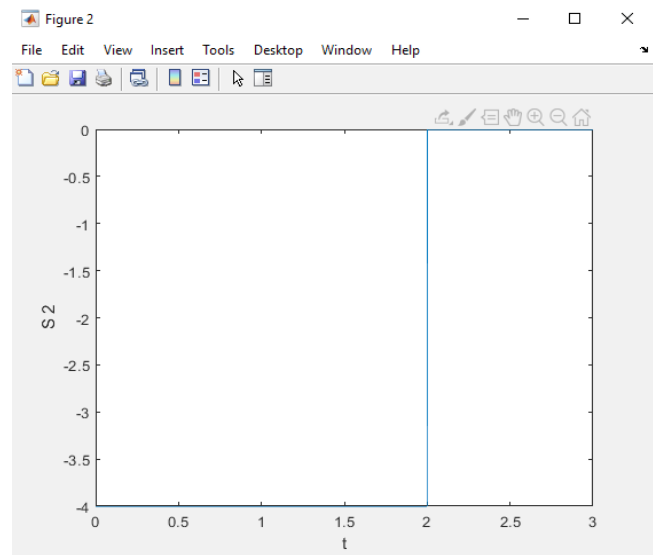 Figure 2
File Edit View Insert Tools Desktop Window Help
0
-0.5
-1
-1.5
-2
-2.5
-3
-3.5
-4
S 2
0 0.5 1 1.5 2 2.5 3
t